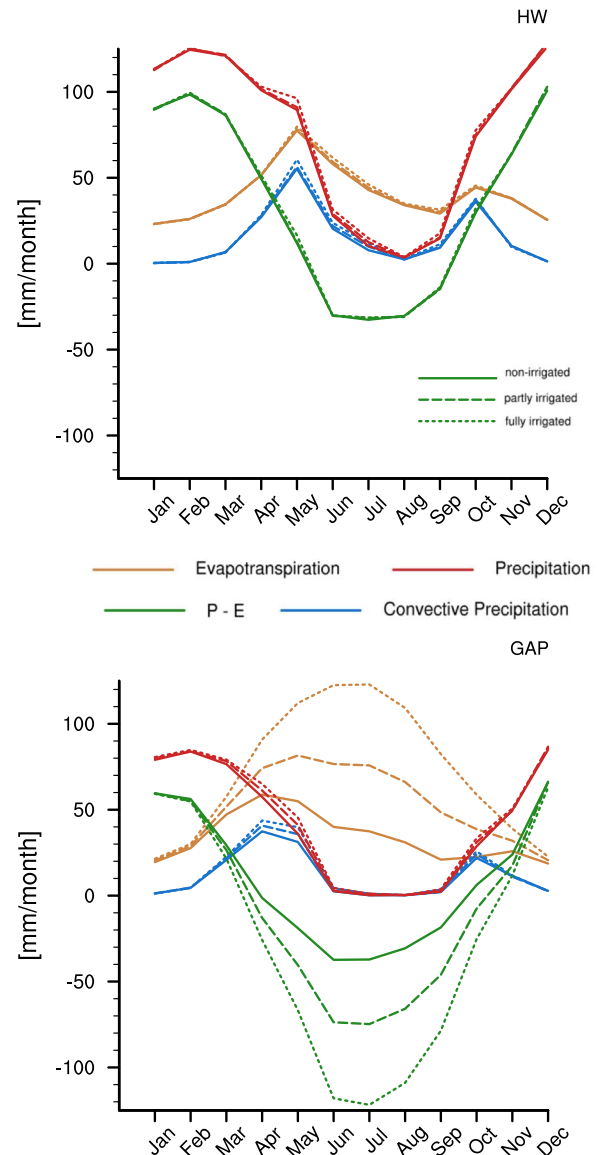 HW
100
50
0
-50
-100
[mm/month]
non-irrigated
partly irrigated
fully irrigated
Jan Feb Mar Apr May Jun Jul Aug Sep Oct Nov Dec
Evapotranspiration Precipitation
P - E Convective Precipitation
GAP
100
50
0
-50
-100
[mm/month]
Jan Feb Mar Apr May Jun Jul Aug Sep Oct Nov Dec